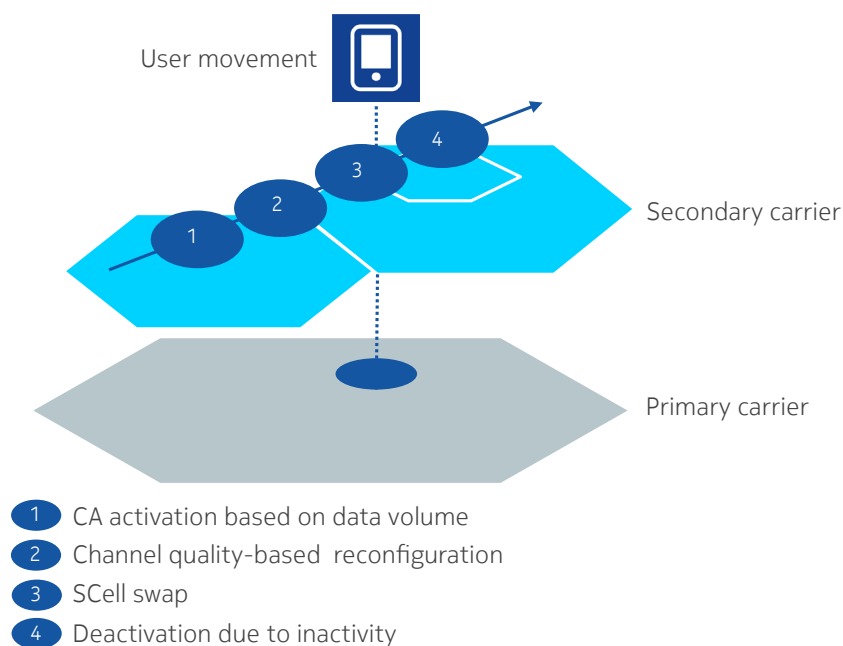 User movement
4
3
2
1
Secondary carrier
Primary carrier
1 CA activation based on data volume
2 Channel quality-based reconfiguration
3 SCell swap
4 Deactivation due to inactivity